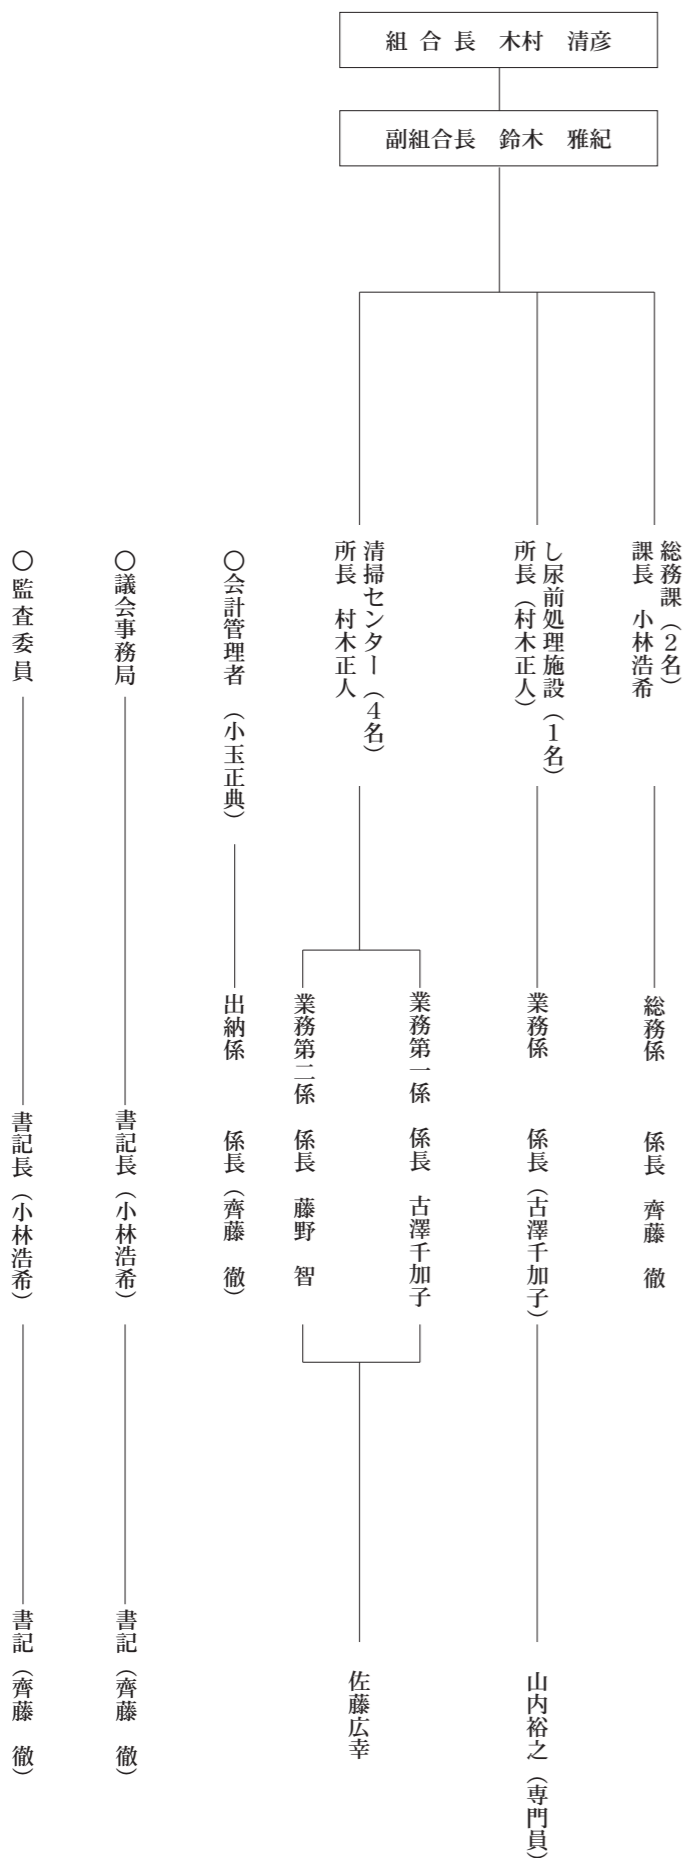 組合長　木村　清彦
副組合長　鈴木　雅紀
総務課（２名）
課長　小林浩希
総務係　係長　齊藤　徹
し尿前処理施設（１名）
所長（村木正人）
業務係　係長（古澤千加子）
山内裕之（専門員）
清掃センター（４名）
所長　村木正人
業務第一係　係長　古澤千加子
業務第二係　係長　藤野　智
佐藤広幸
〇会計管理者　（小玉正典）
出納係　係長（齊藤　徹）
〇議会事務局
書記長（小林浩希）
書記（齊藤　徹）
〇監査委員
書記長（小林浩希）
書記（齊藤　徹）